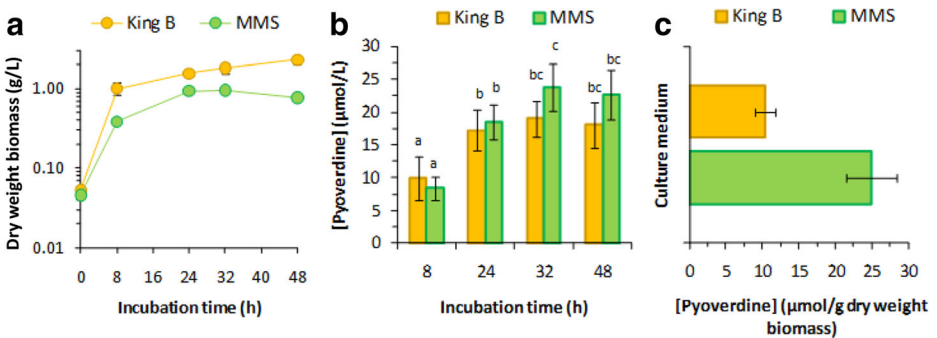 a
King B MMS
Dry weight biomass (g/L)
1.00
0.10
0.01
0 8 16 24 32 40 48
Incubation time (h)
b
King B MMS
[Pyoverdine] (µmol/L)
30
25
20
15
10
5
0
a a b b bc c bc bc
8 24 32 48
Incubation time (h)
c
King B MMS
Culture medium
0 5 10 15 20 25 30
[Pyoverdine] (µmol/g dry weight
biomass)